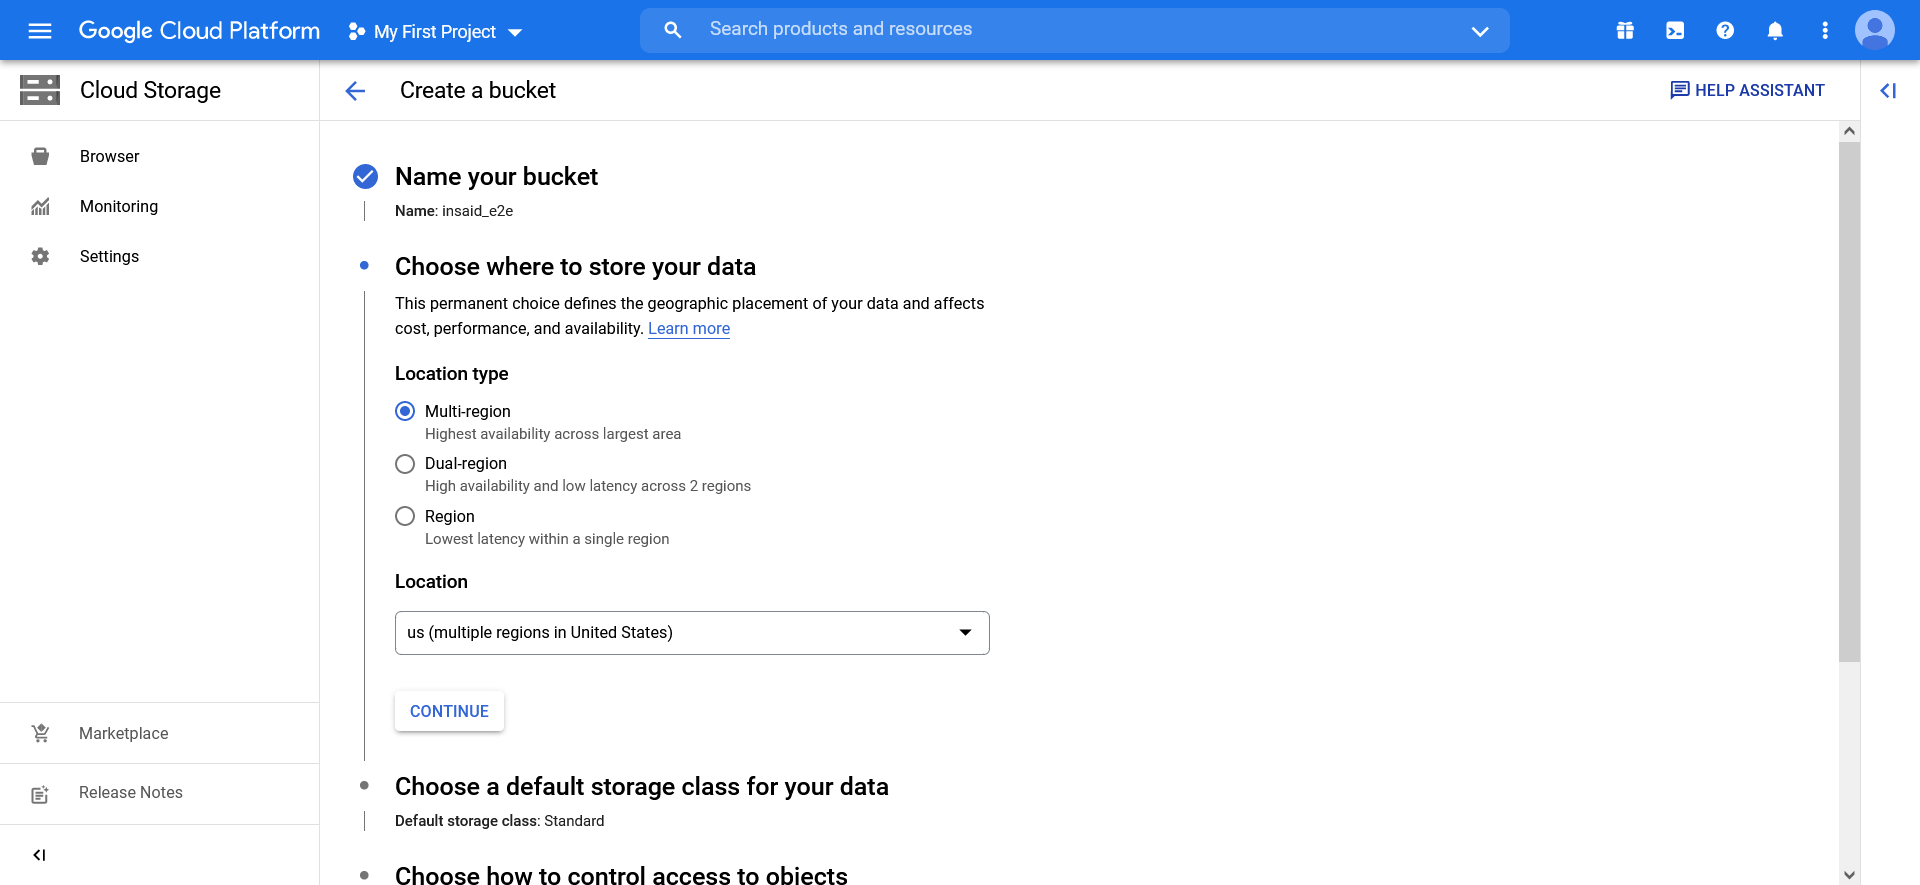 Google Cloud Platform
My First Project
Search products and resources
Cloud Storage
Create a bucket
HELP ASSISTANT
Browser
Monitoring
Settings
Marketplace
Release Notes
Name your bucket
Name: insaid_e2e
Choose where to store your data
This permanent choice defines the geographic placement of your data and affects
cost, performance, and availability. Learn more
Location type
Multi-region
Highest availability across largest area
Dual-region
High availability and low latency across 2 regions
Region
Lowest latency within a single region
Location
us (multiple regions in United States)
CONTINUE
Choose a default storage class for your data
Default storage class: Standard
Choose how to control access to objects